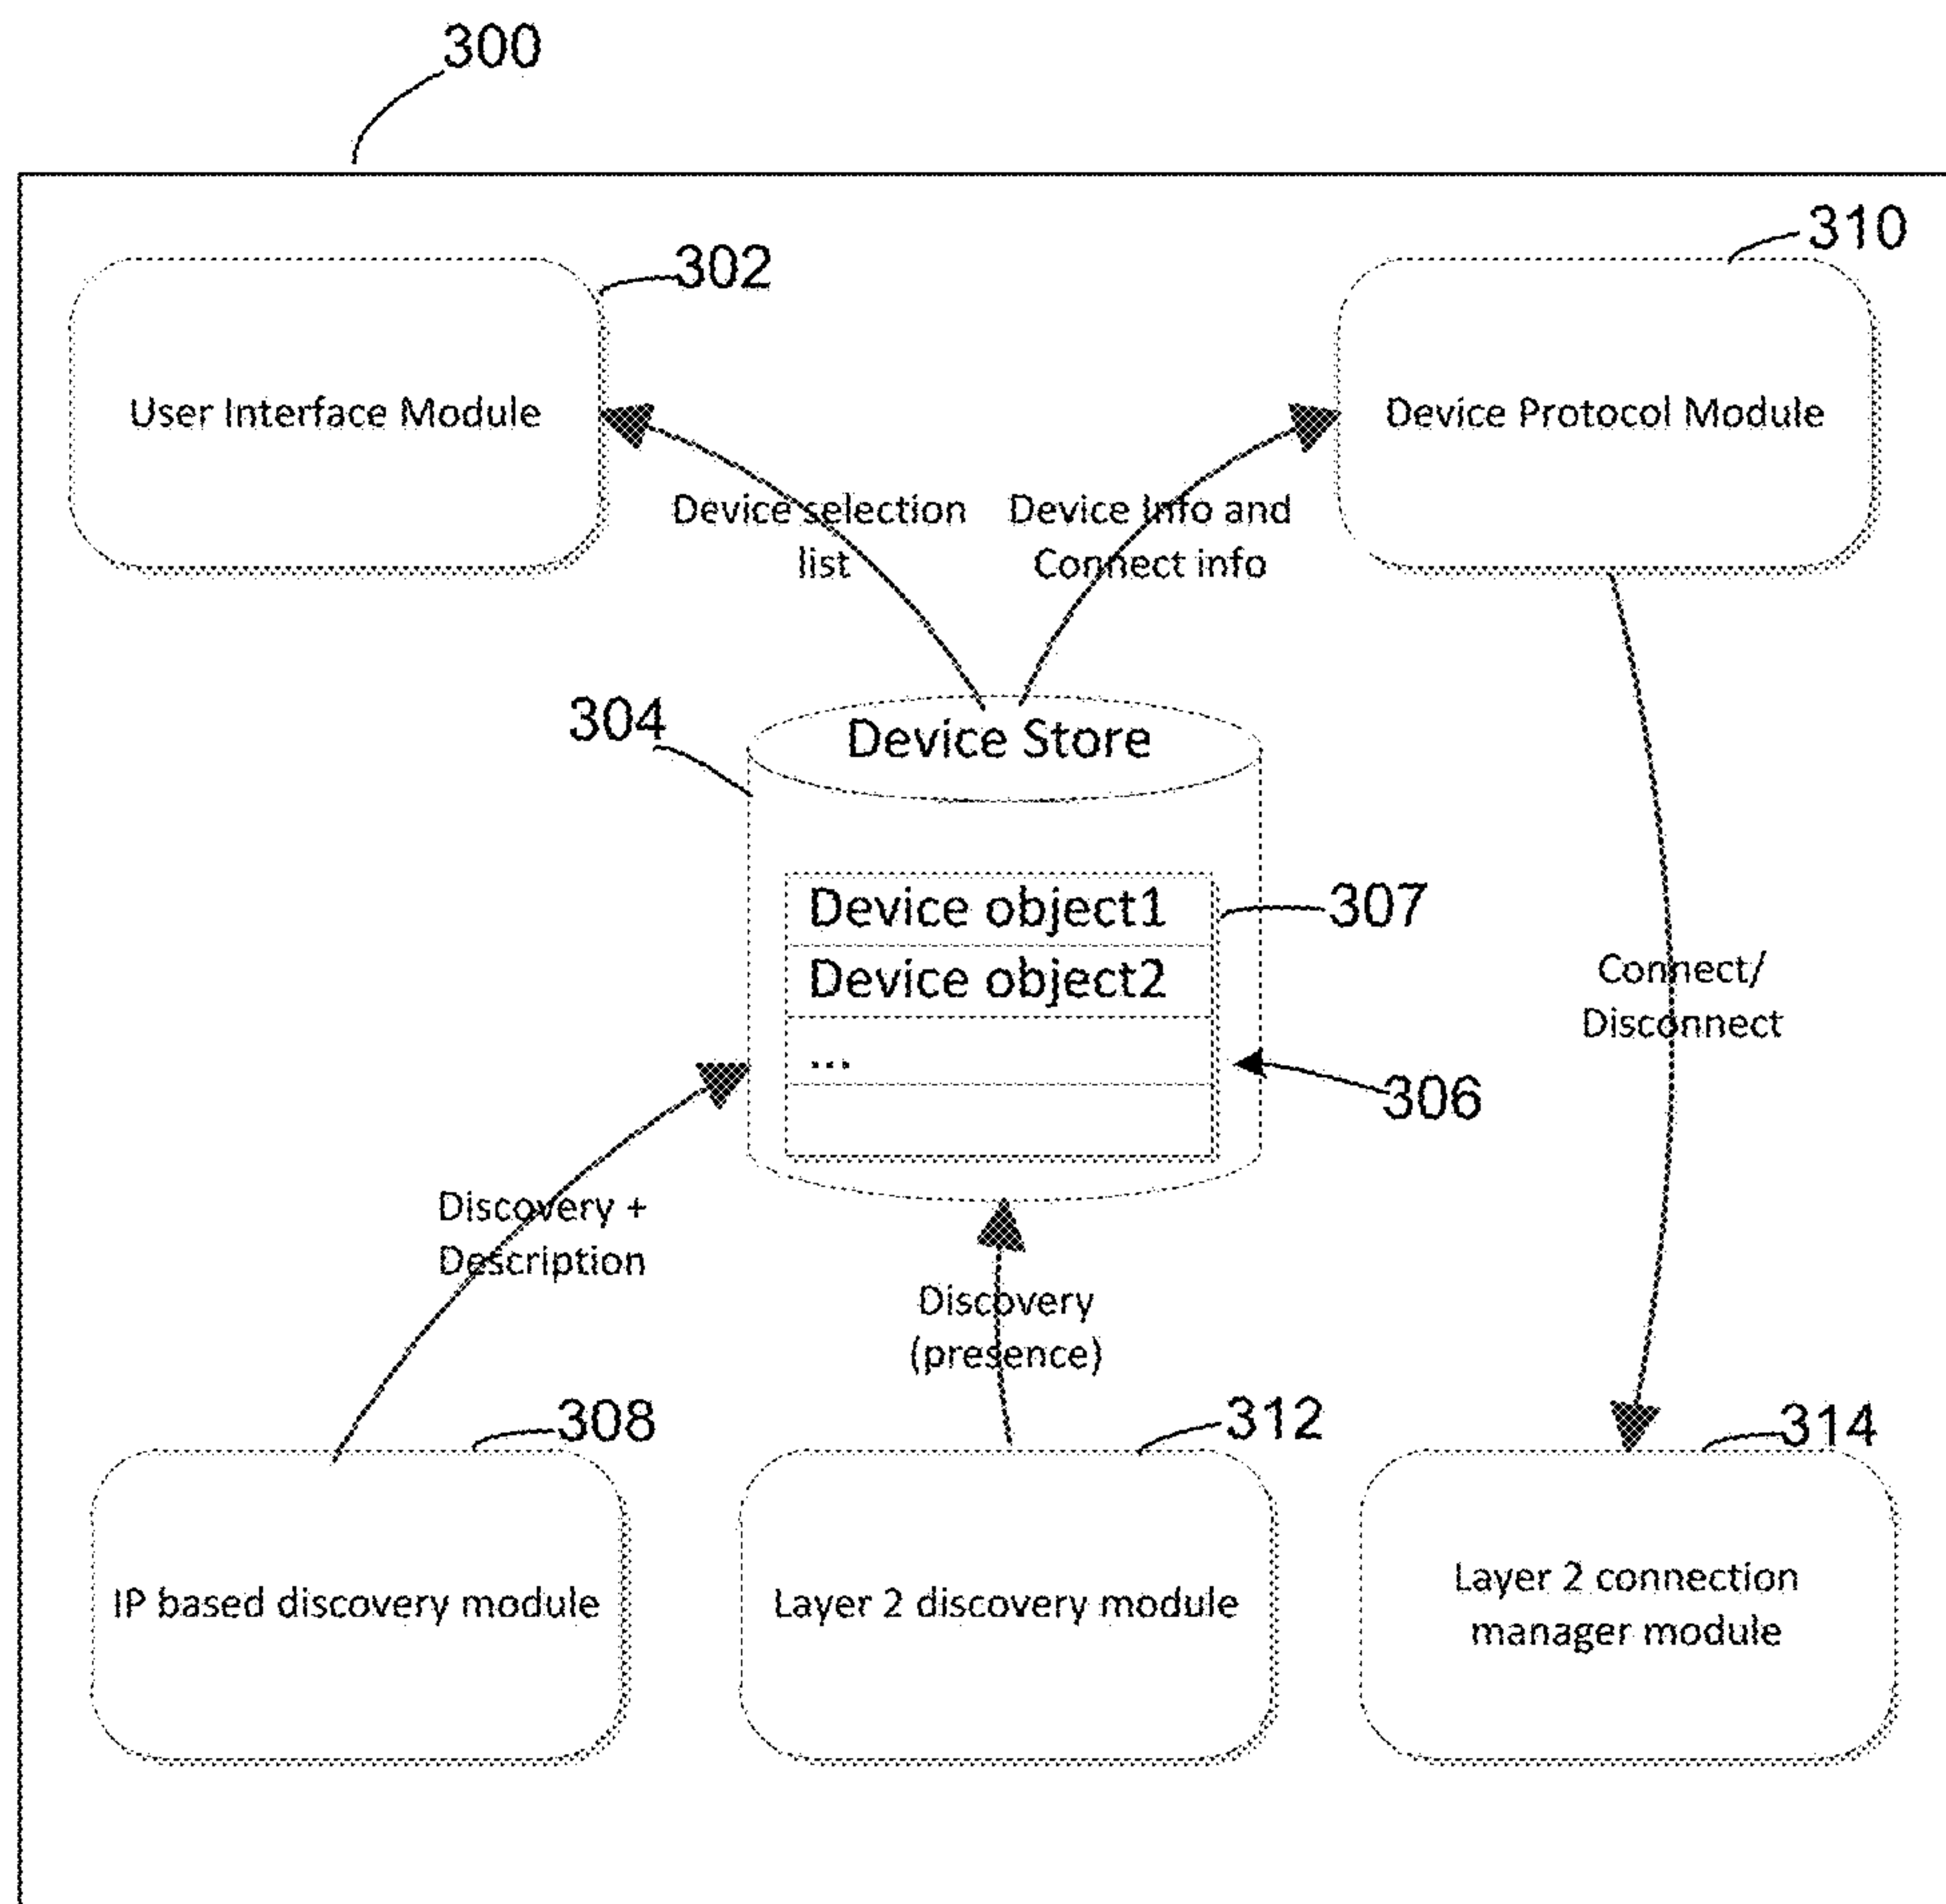 300
302
310
User Interface Module
Device Protocol Module
Device selection
list
Device Info and
Connect info
304
Device Store
Device object1
307
Device object2
...
306
Connect/
Disconnect
Discovery +
Description
Discovery
(presence)
308
312
314
IP based discovery module
Layer 2 discovery module
Layer 2 connection
manager module